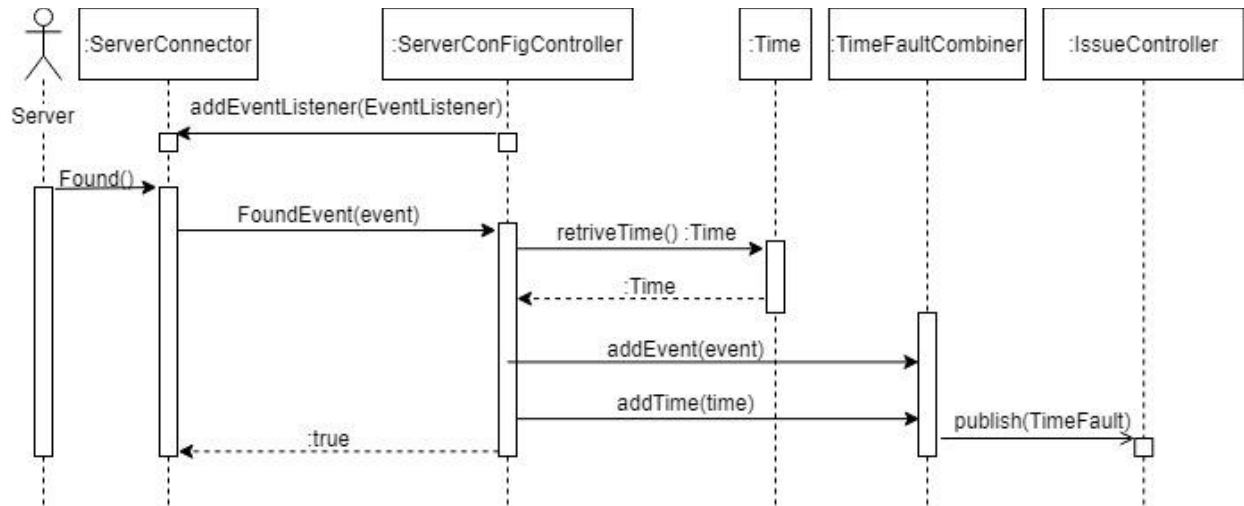 :ServerConnector
:ServerConFigController
:Time
:TimeFaultCombiner
:IssueController
Server
addEventListener(EventListener)
Found()
FoundEvent(event)
retriveTime() :Time
:Time
addEvent(event)
addTime(time)
publish(TimeFault)
:true